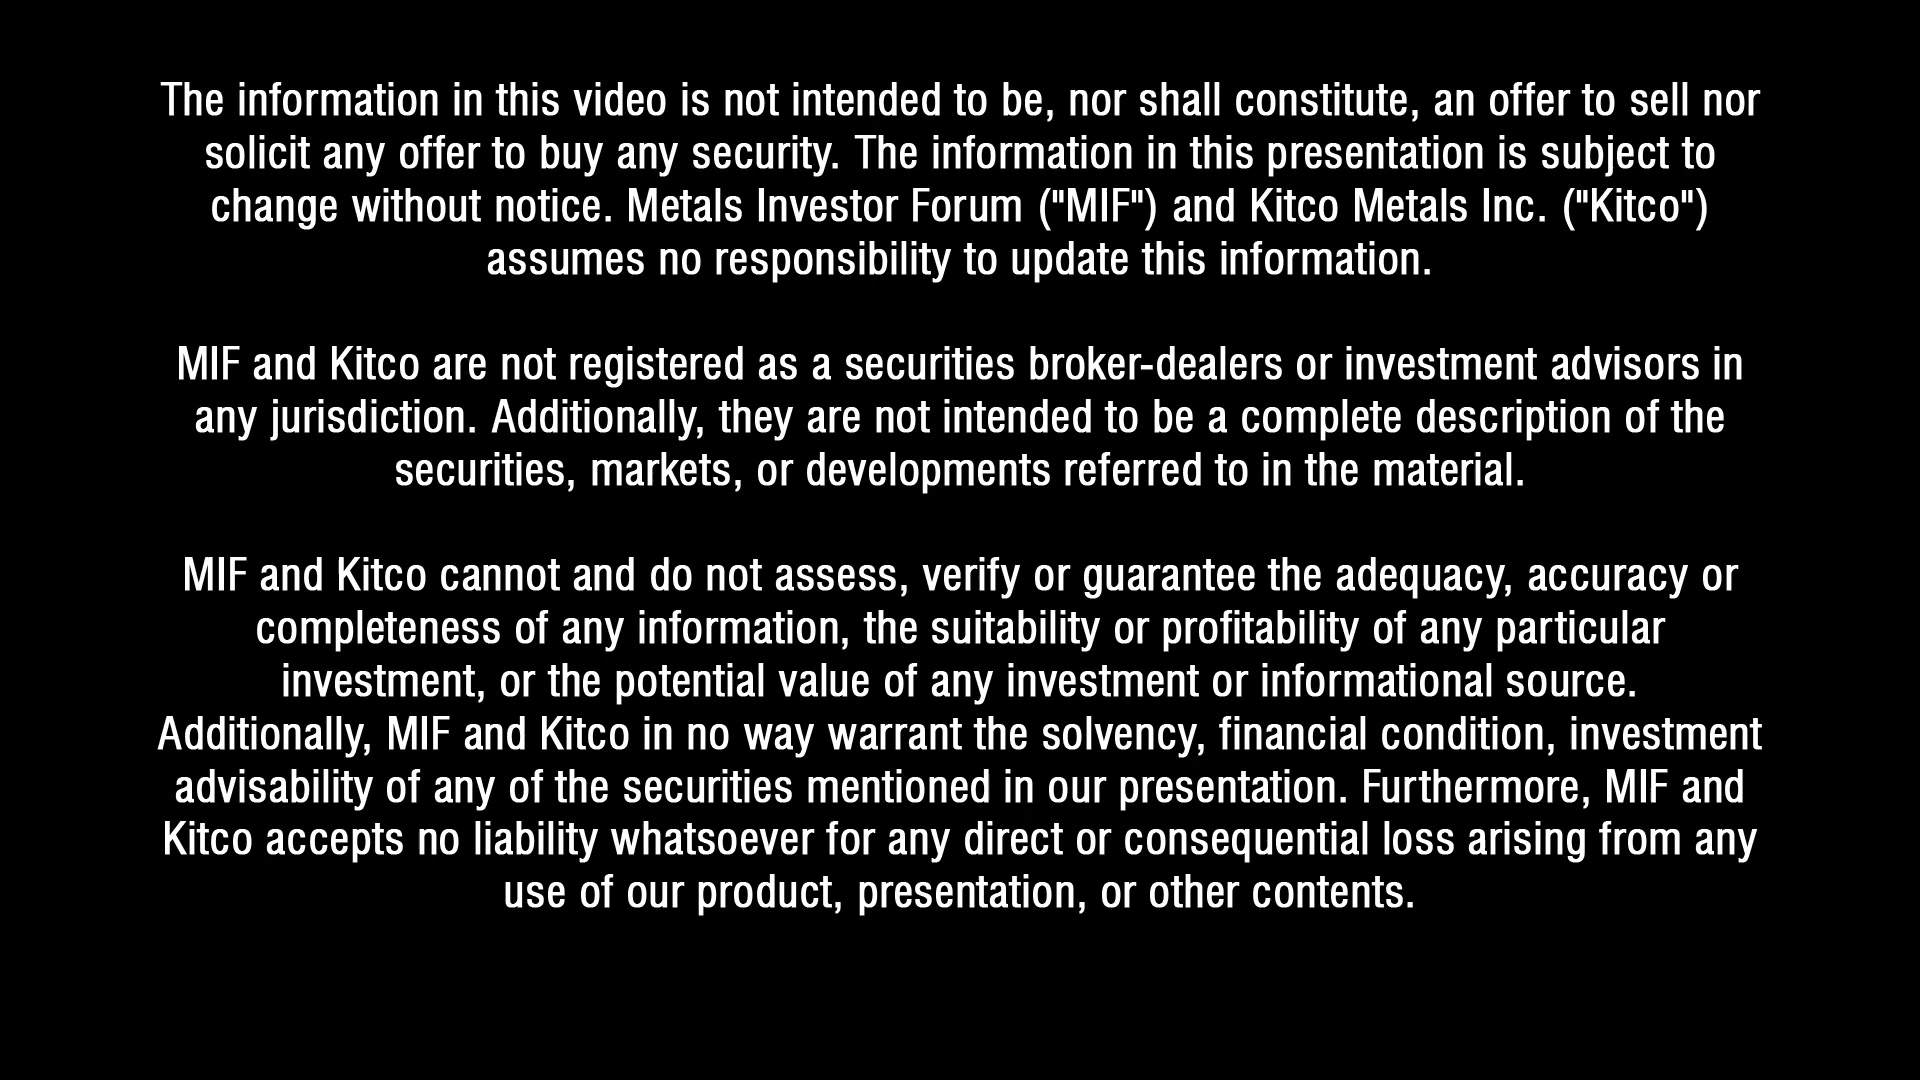 The information in this video is not intended to be, nor shall constitute, an offer to sell nor
solicit any offer to buy any security. The information in this presentation is subject to
change without notice. Metals Investor Forum ("MIF") and Kitco Metals Inc. ("Kitco")
assumes no responsibility to update this information.
MIF and Kitco are not registered as a securities broker-dealers or investment advisors in
any jurisdiction. Additionally, they are not intended to be a complete description of the
securities, markets, or developments referred to in the material.
MIF and Kitco cannot and do not assess, verify or guarantee the adequacy, accuracy or
completeness of any information, the suitability or profitability of any particular
investment, or the potential value of any investment or informational source.
Additionally, MIF and Kitco in no way warrant the solvency, financial condition, investment
advisability of any of the securities mentioned in our presentation. Furthermore, MIF and
Kitco accepts no liability whatsoever for any direct or consequential loss arising from any
use of our product, presentation, or other contents.